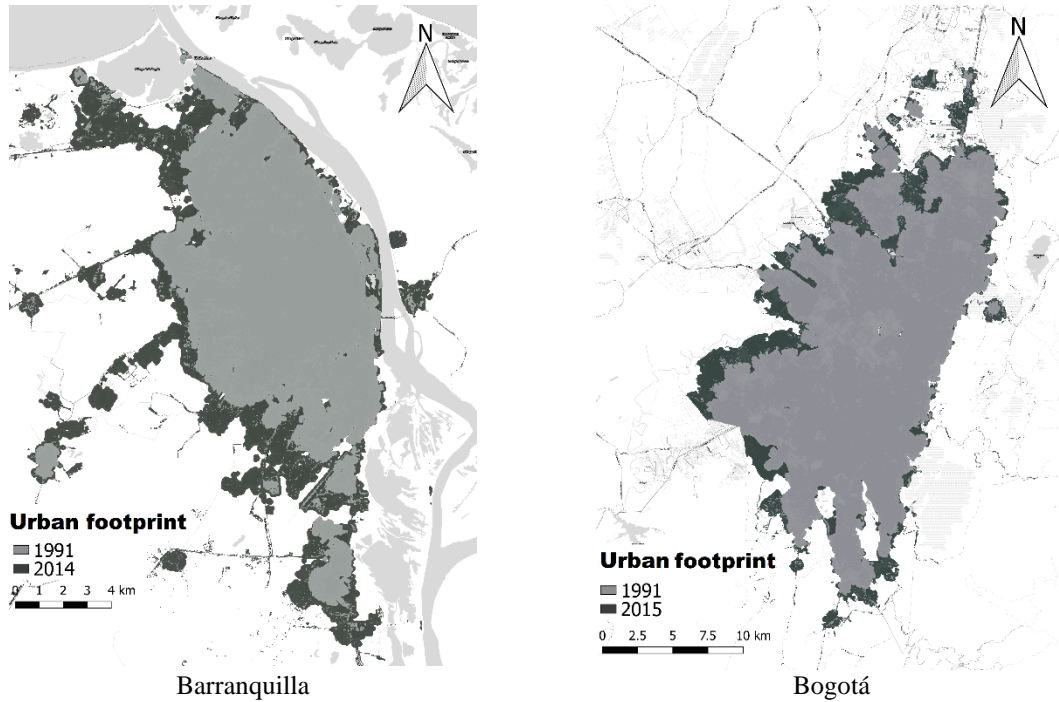 N
Urban footprint
1991
2014
0 1 2 3 4 km
Barranquilla
N
Urban footprint
1991
2015
0 2.5 5 7.5 10 km
Bogotá